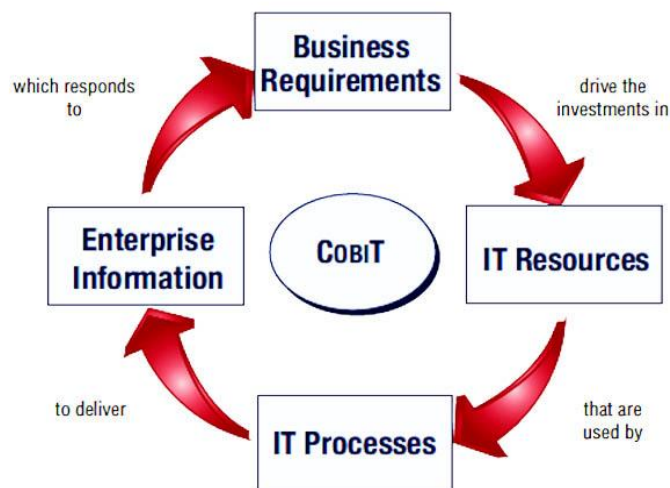 Business
Requirements
drive the
investments in
IT Resources
that are
used by
IT Processes
to deliver
Enterprise
Information
which responds
to
COBIT